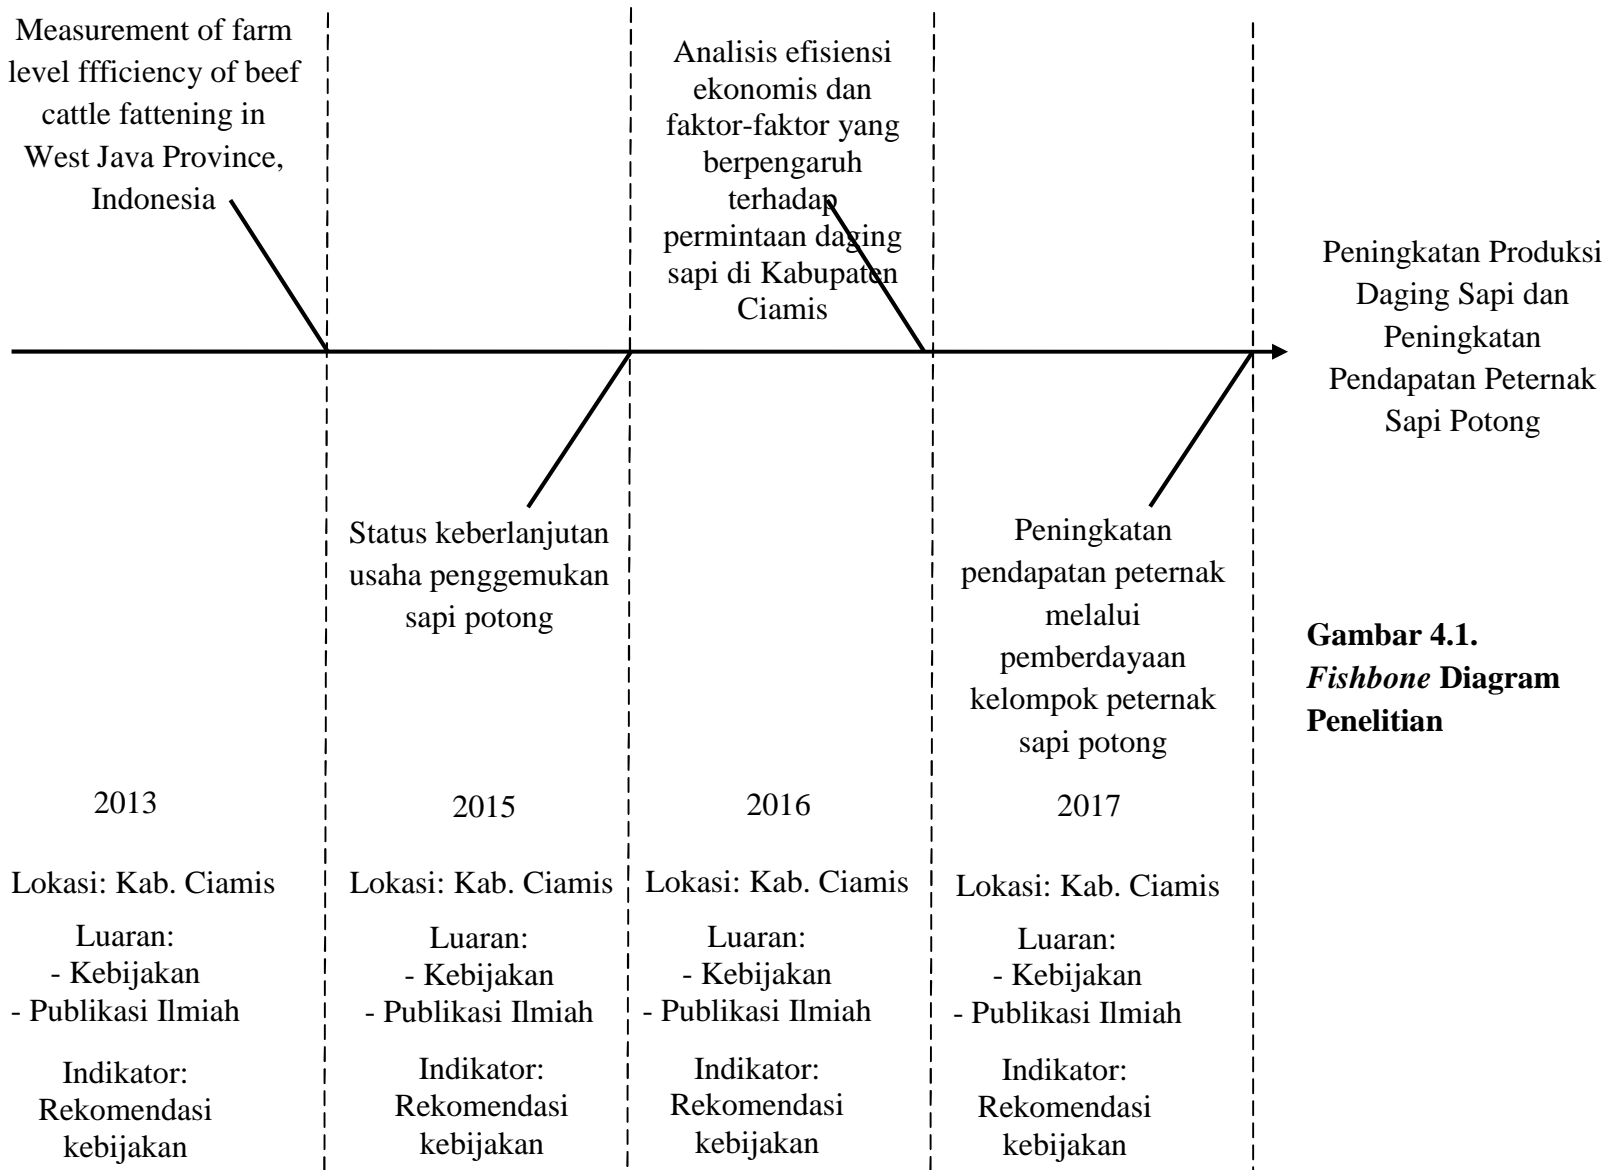 Measurement of farm
level ffficiency of beef
cattle fattening in
West Java Province,
Indonesia
Analisis efisiensi
ekonomis dan
faktor-faktor yang
berpengaruh
terhadap
permintaan daging
sapi di Kabupaten
Ciamis
Peningkatan Produksi
Daging Sapi dan
Peningkatan
Pendapatan Peternak
Sapi Potong
Status keberlanjutan
usaha penggemukan
sapi potong
Peningkatan
pendapatan peternak
melalui
pemberdayaan
kelompok peternak
sapi potong
Gambar 4.1.
Fishbone Diagram
Penelitian
2013
Lokasi: Kab. Ciamis
Luaran:
- Kebijakan
- Publikasi Ilmiah
Indikator:
Rekomendasi
kebijakan
2015
Lokasi: Kab. Ciamis
Luaran:
- Kebijakan
- Publikasi Ilmiah
Indikator:
Rekomendasi
kebijakan
2016
Lokasi: Kab. Ciamis
Luaran:
- Kebijakan
- Publikasi Ilmiah
Indikator:
Rekomendasi
kebijakan
2017
Lokasi: Kab. Ciamis
Luaran:
- Kebijakan
- Publikasi Ilmiah
Indikator:
Rekomendasi
kebijakan